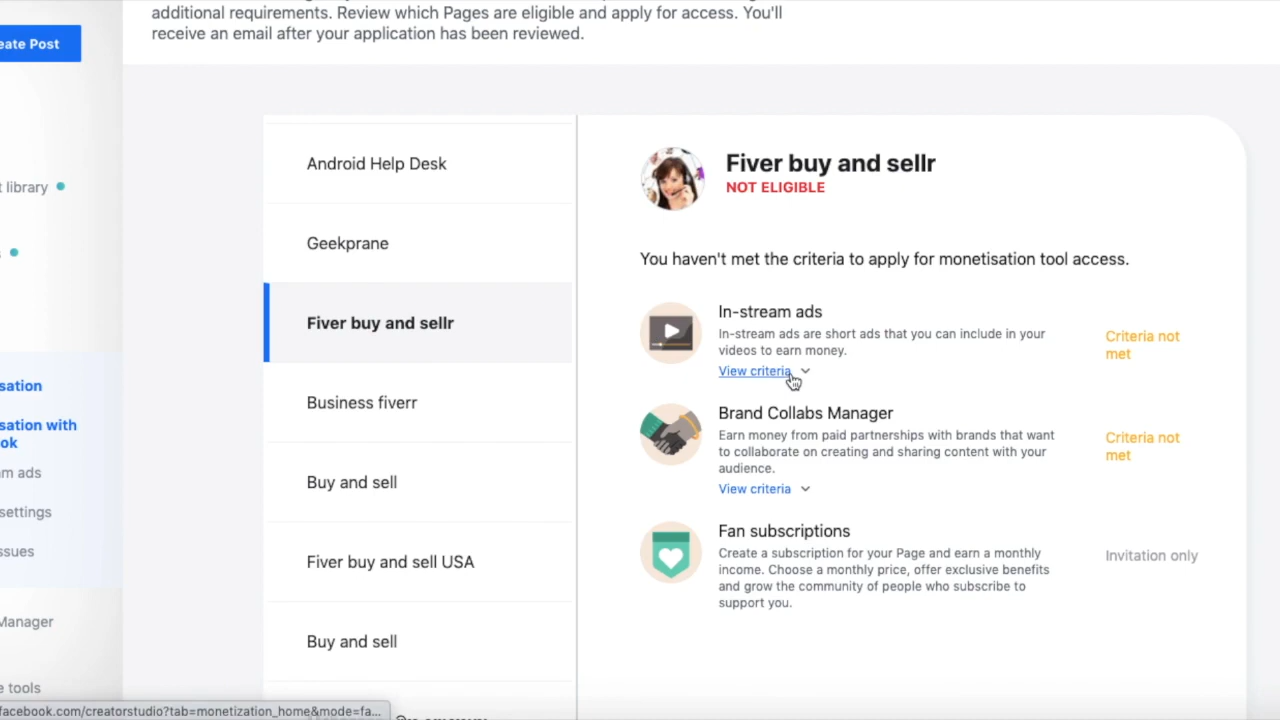 additional requirements. Review which Pages are eligible and apply for access. You'll
receive an email after your application has been reviewed.
eate Post
t library
sation
sation with
ok
m ads
settings
ssues
Manager
e tools
Android Help Desk
Geekprane
Fiver buy and sellr
Business fiverr
Buy and sell
Fiver buy and sell USA
Buy and sell
Fiver buy and sellr
NOT ELIGIBLE
You haven't met the criteria to apply for monetisation tool access.
In-stream ads
In-stream ads are short ads that you can include in your
videos to earn money.
View criteria
Criteria not
met
Brand Collabs Manager
Earn money from paid partnerships with brands that want
to collaborate on creating and sharing content with your
audience.
View criteria
Criteria not
met
Fan subscriptions
Create a subscription for your Page and earn a monthly
income. Choose a monthly price, offer exclusive benefits
and grow the community of people who subscribe to
support you.
Invitation only
facebook.com/creatorstudio?tab=monetization_home&mode=fa...